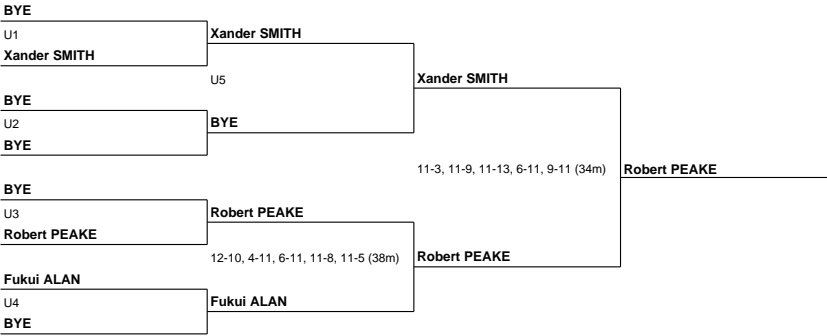 BYE
U1
Xander SMITH
Xander SMITH
U5
Xander SMITH
BYE
U2
BYE
BYE
11-3, 11-9, 11-13, 6-11, 9-11 (34m)
Robert PEAKE
BYE
U3
Robert PEAKE
Robert PEAKE
12-10, 4-11, 6-11, 11-8, 11-5 (38m)
Robert PEAKE
Fukui ALAN
U4
Fukui ALAN
BYE